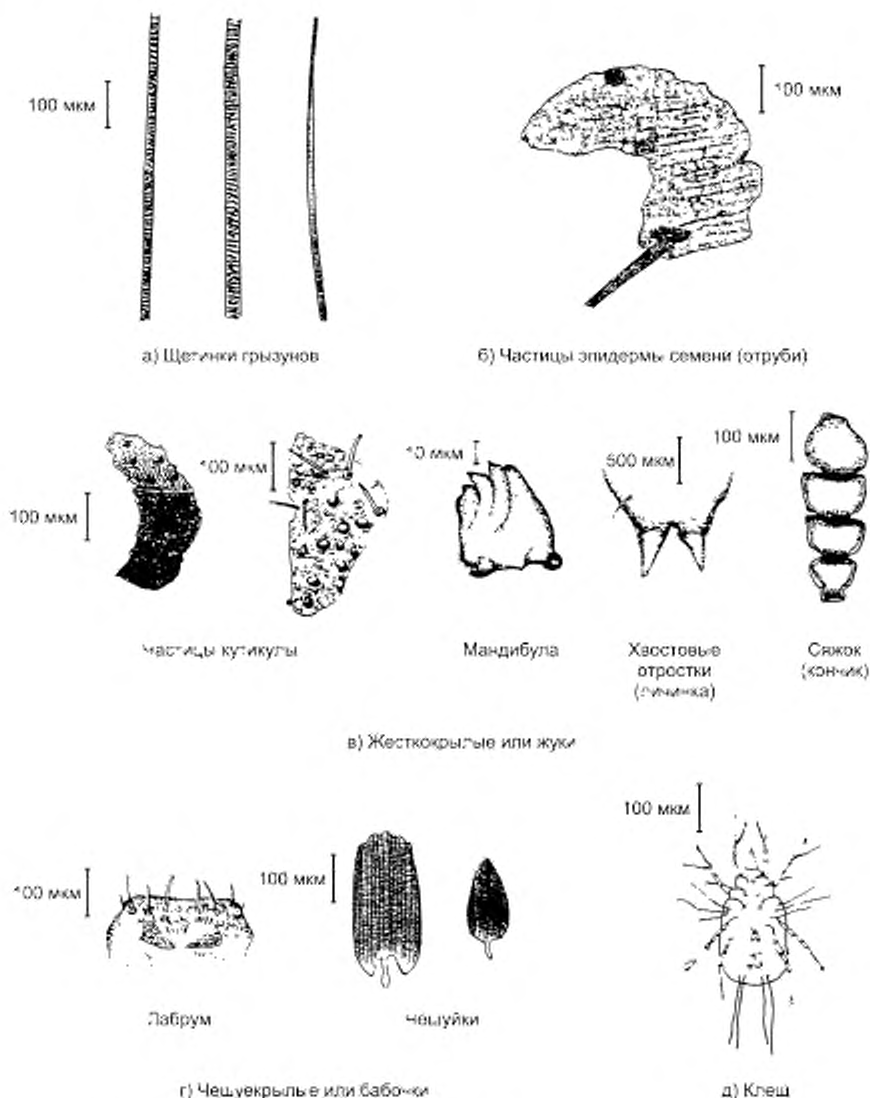 100 мкм
100 мкм
а) Щетинки грызунов
б) Частицы эпидермы семени (отруби)
100 мкм
100 мкм
10 мкм
500 мкм
100 мкм
Частицы кутикулы
Мандибула
Хвостовые
отростки
(личинка)
Сяжок
(кончик)
в) Жесткокрылые или жуки
100 мкм
100 мкм
100 мкм
Лабрум
Чешуйки
г) Чешуекрылые или бабочки
д) Клещ